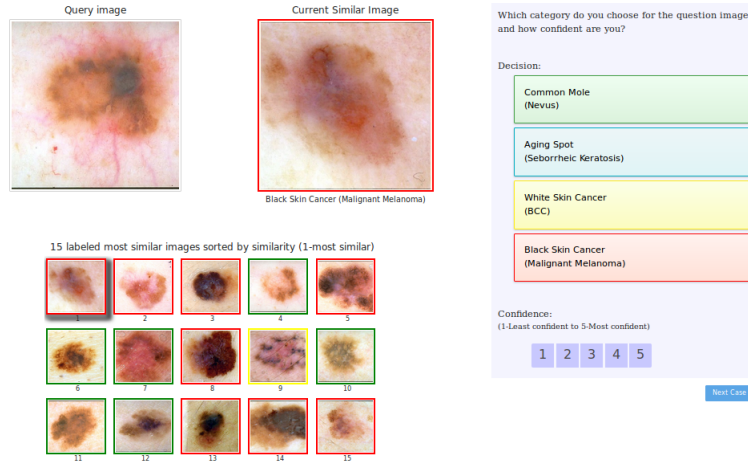 Query image
Current Similar Image
Black Skin Cancer (Malignant Melanoma)
15 labeled most similar images sorted by similarity (1-most similar)
1
2
3
4
5
6
7
8
9
10
11
12
13
14
15
Which category do you choose for the question image
and how confident are you?
Decision:
Common Mole
(Nevus)
Aging Spot
(Seborrheic Keratosis)
White Skin Cancer
(BCC)
Black Skin Cancer
(Malignant Melanoma)
Confidence:
(1-Least confident to 5-Most confident)
1 2 3 4 5
Next Case